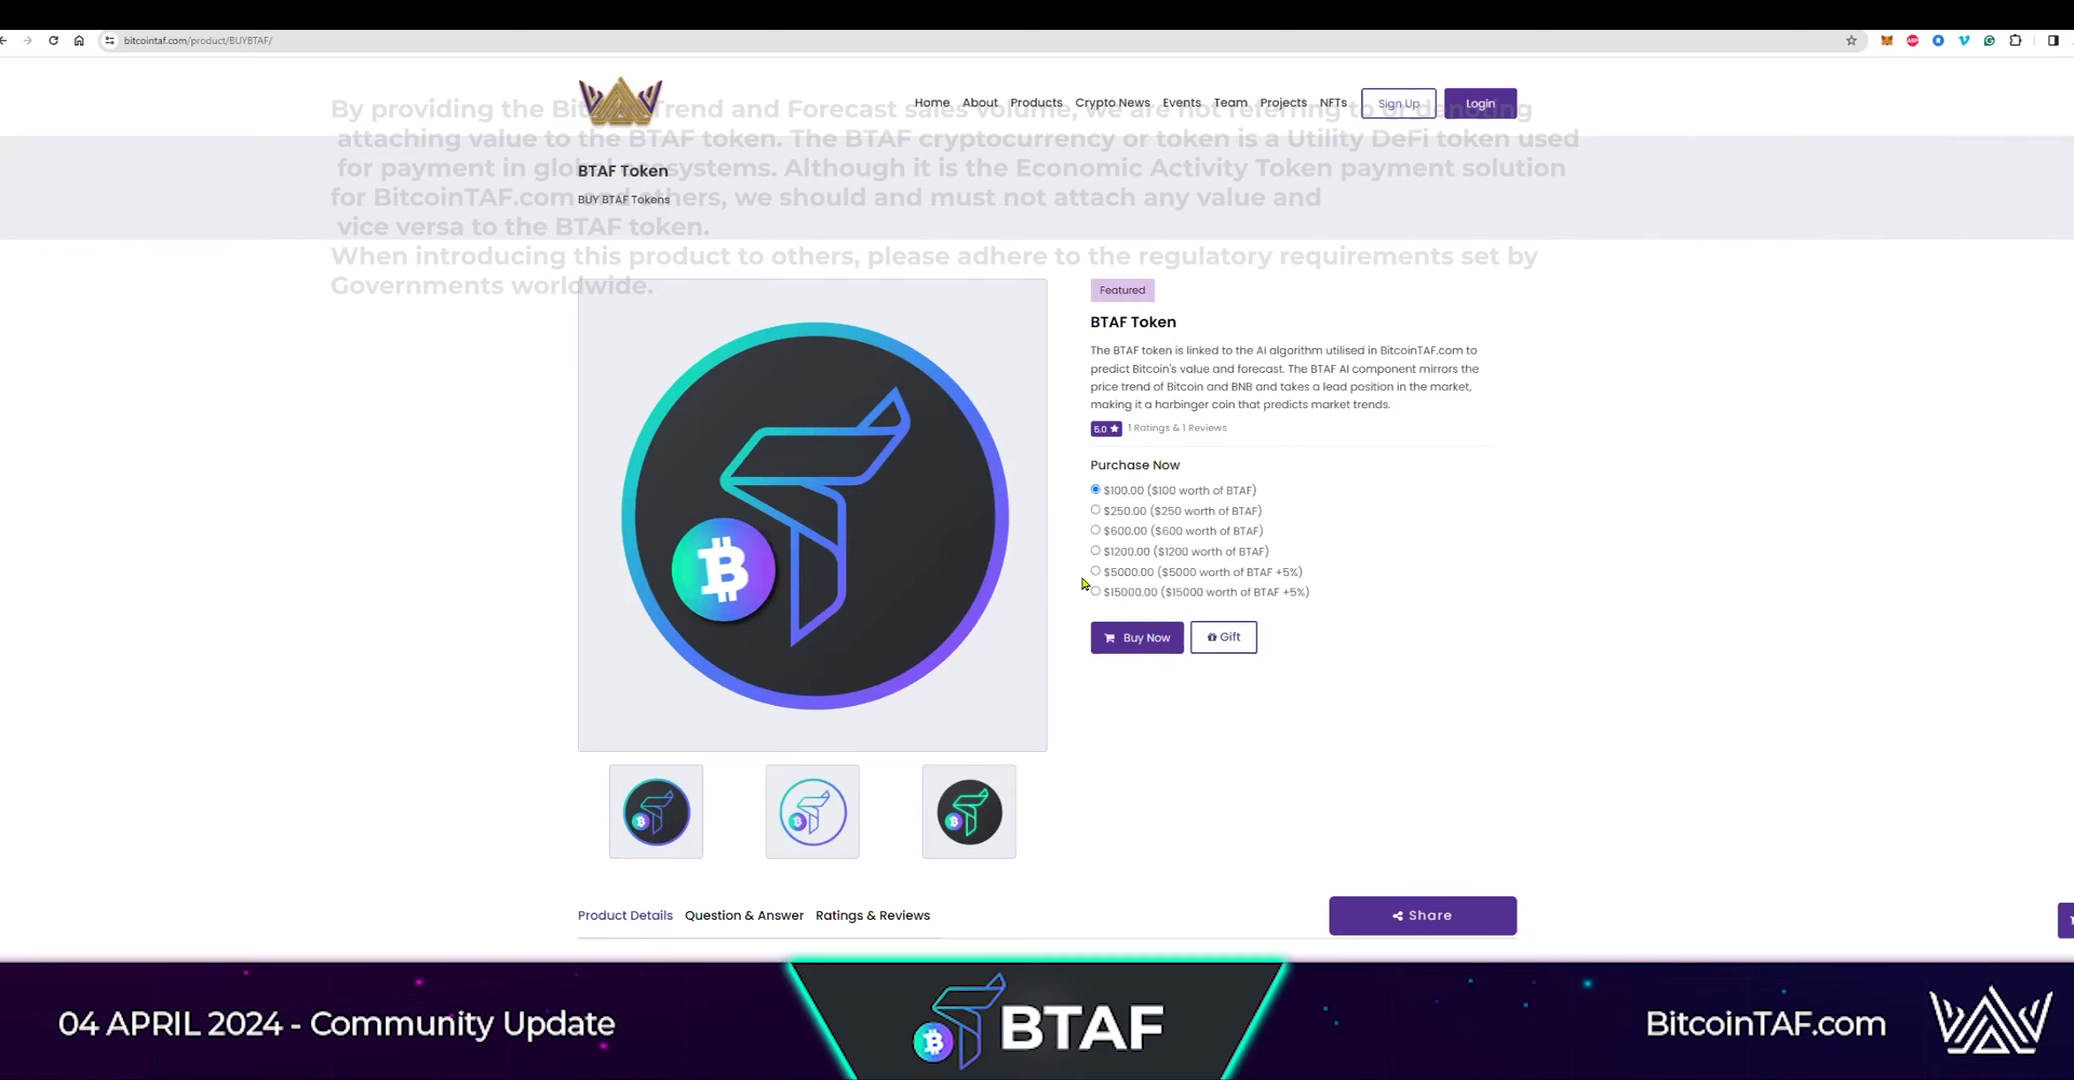 bitcointaf.com/product/BUYBTAF/
Home About Products Crypto News Events Team Projects NFTs Sign Up Login
By providing the Bit Trend and Forecast sales volume, we are not referring to or denoting
attaching value to the BTAF token. The BTAF cryptocurrency or token is a Utility DeFi token used
for payment in global ecosystems. Although it is the Economic Activity Token payment solution
for BitcoinTAF.com and others, we should and must not attach any value and
vice versa to the BTAF token.
When introducing this product to others, please adhere to the regulatory requirements set by
Governments worldwide.
BTAF Token
BUY BTAF Tokens
Featured
BTAF Token
The BTAF token is linked to the AI algorithm utilised in BitcoinTAF.com to
predict Bitcoin's value and forecast. The BTAF AI component mirrors the
price trend of Bitcoin and BNB and takes a lead position in the market,
making it a harbinger coin that predicts market trends.
5.0 1 Ratings & 1 Reviews
Purchase Now
$100.00 ($100 worth of BTAF)
$250.00 ($250 worth of BTAF)
$600.00 ($600 worth of BTAF)
$1200.00 ($1200 worth of BTAF)
$5000.00 ($5000 worth of BTAF +5%)
$15000.00 ($15000 worth of BTAF +5%)
Buy Now Gift
Product Details Question & Answer Ratings & Reviews
Share
04 APRIL 2024 - Community Update
BTAF
BitcoinTAF.com